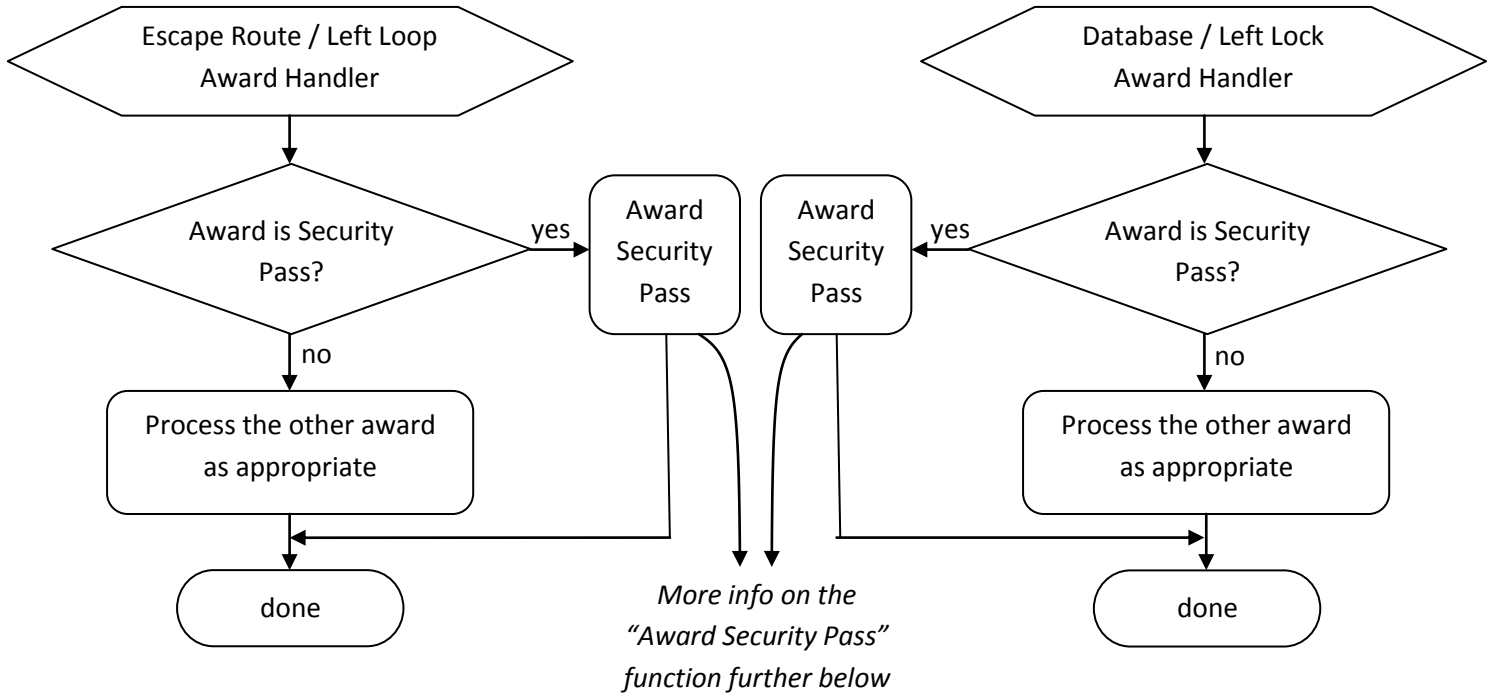 Escape Route / Left Loop
Award Handler
Database / Left Lock
Award Handler
Award is Security
Pass?
yes
Award
Security
Pass
Award
Security
Pass
yes
Award is Security
Pass?
no
no
Process the other award
as appropriate
Process the other award
as appropriate
done
More info on the
“Award Security Pass”
function further below
done